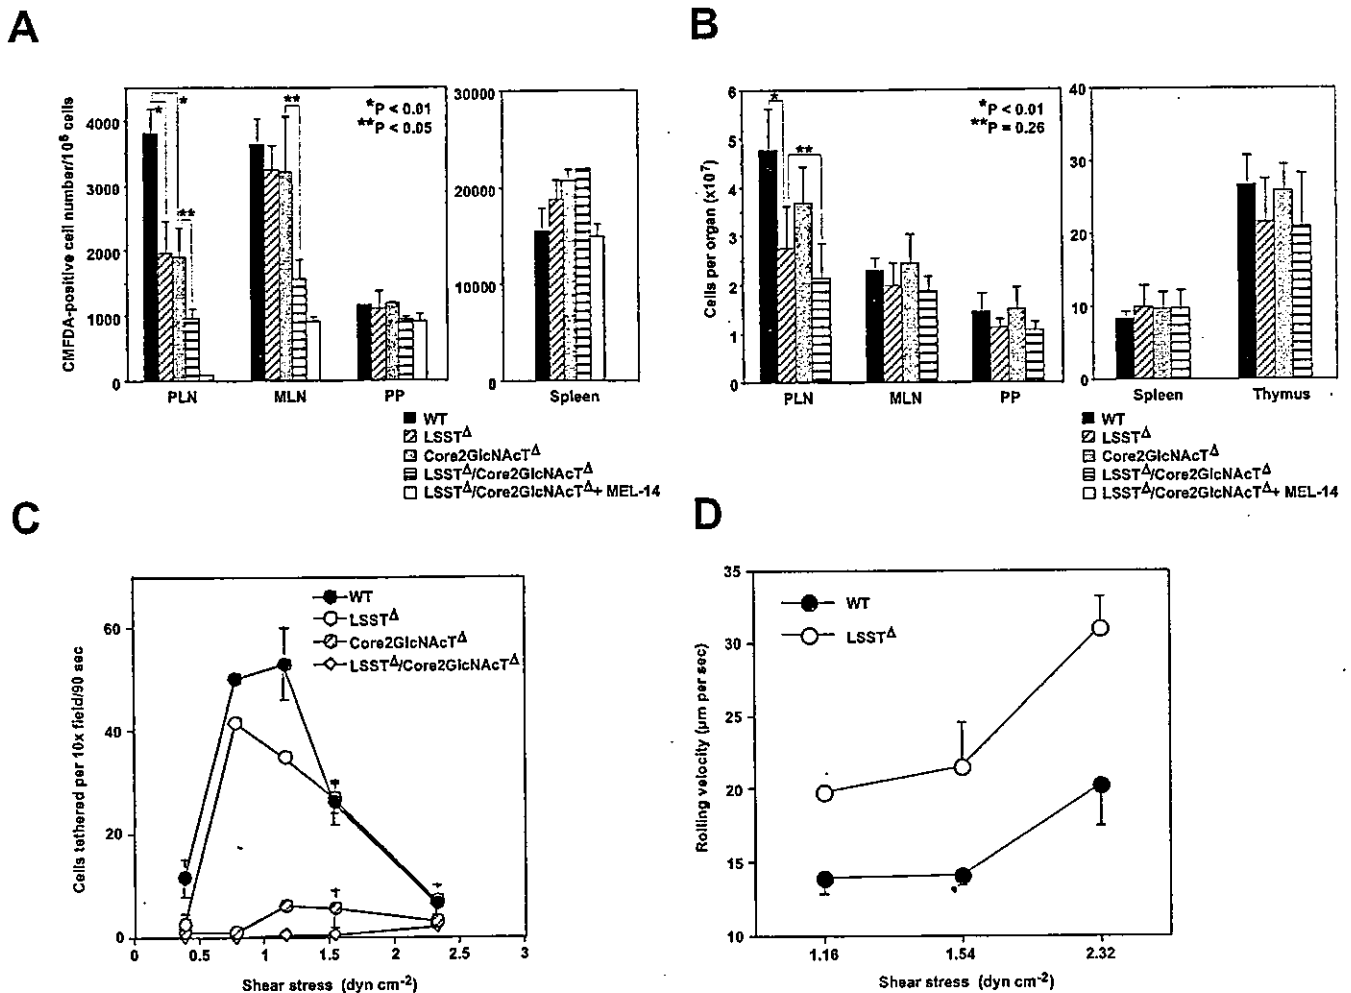 A
CMFDA-positive cell number/10⁶ cells
4000
3000
2000
1000
0
*
*
**
**
*P < 0.01
**P < 0.05
PLN
MLN
PP
30000
20000
10000
0
Spleen
WT
LSSTΔ
Core2GlcNAcTΔ
LSSTΔ/Core2GlcNAcTΔ
LSSTΔ/Core2GlcNAcTΔ+ MEL-14
B
Cells per organ (x10⁷)
6
5
4
3
2
1
0
*
**
*P < 0.01
**P = 0.26
PLN
MLN
PP
40
30
20
10
0
Spleen
Thymus
WT
LSSTΔ
Core2GlcNAcTΔ
LSSTΔ/Core2GlcNAcTΔ
LSSTΔ/Core2GlcNAcTΔ+ MEL-14
C
Cells tethered per 10x field/90 sec
60
40
20
0
WT
LSSTΔ
Core2GlcNAcTΔ
LSSTΔ/Core2GlcNAcTΔ
0 0.5 1 1.5 2 2.5 3
Shear stress (dyn cm⁻²)
D
Rolling velocity (µm per sec)
35
30
25
20
15
10
WT
LSSTΔ
1.16 1.54 2.32
Shear stress (dyn cm⁻²)